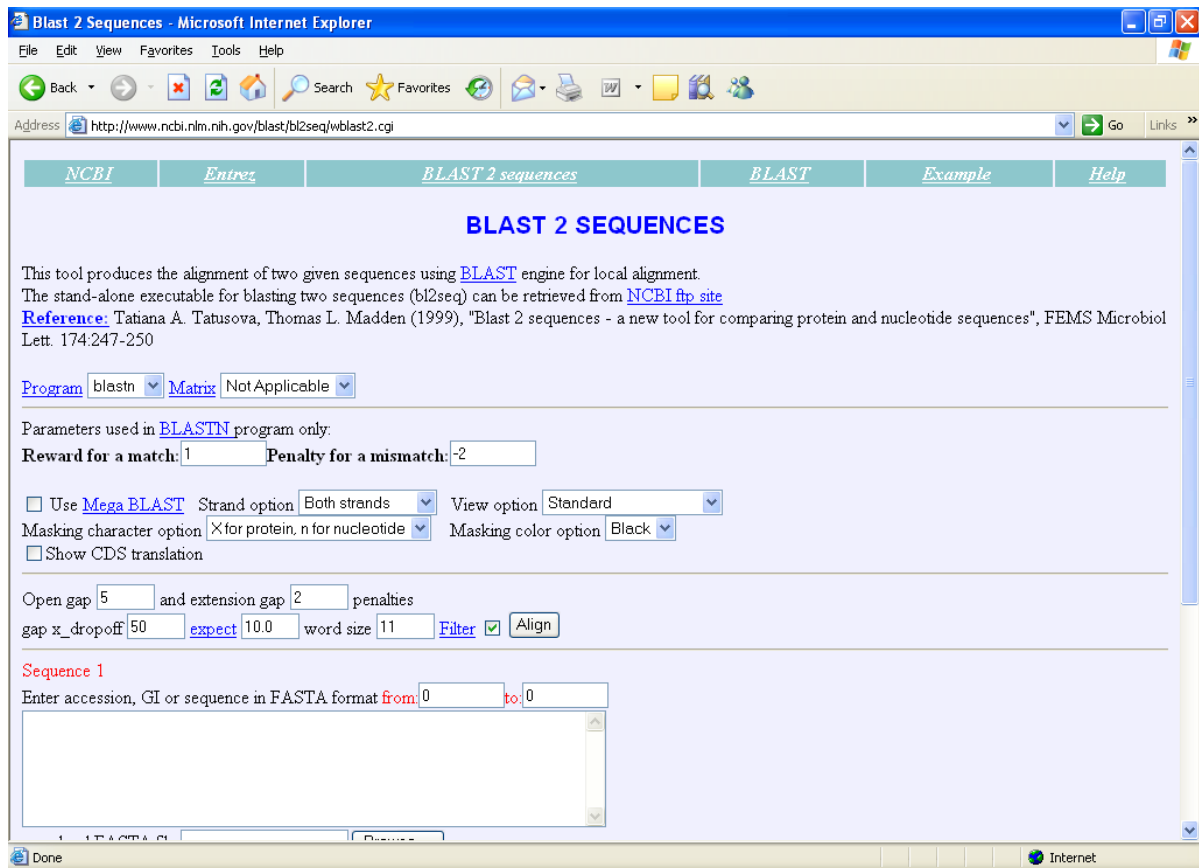 Blast 2 Sequences - Microsoft Internet Explorer
File Edit View Favorites Tools Help
Back Search Favorites
Address http://www.ncbi.nlm.nih.gov/blast/bl2seq/wblast2.cgi Go Links »
NCBI Entrez BLAST 2 sequences BLAST Example Help
BLAST 2 SEQUENCES
This tool produces the alignment of two given sequences using BLAST engine for local alignment.
The stand-alone executable for blasting two sequences (bl2seq) can be retrieved from NCBI ftp site
Reference: Tatiana A. Tatusova, Thomas L. Madden (1999), "Blast 2 sequences - a new tool for comparing protein and nucleotide sequences", FEMS Microbiol
Lett. 174:247-250
Program blastn Matrix Not Applicable
Parameters used in BLASTN program only:
Reward for a match: 1 Penalty for a mismatch: -2
Use Mega BLAST Strand option Both strands View option Standard
Masking character option X for protein, n for nucleotide Masking color option Black
Show CDS translation
Open gap 5 and extension gap 2 penalties
gap x_dropoff 50 expect 10.0 word size 11 Filter Align
Sequence 1
Enter accession, GI or sequence in FASTA format from: 0 to: 0
Done Internet